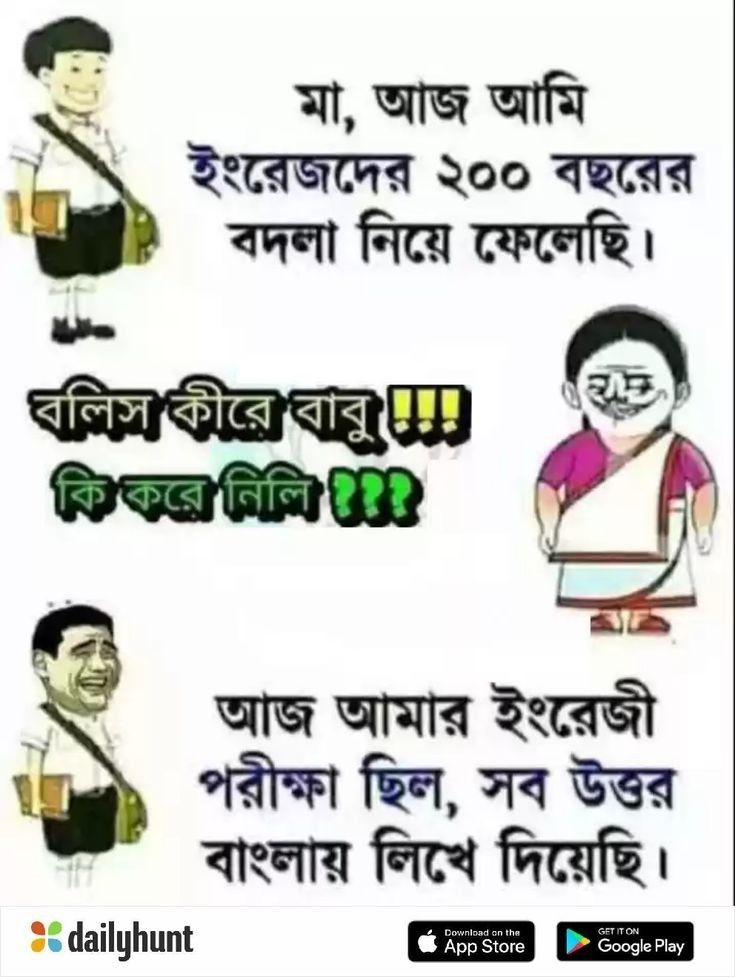 মা, আজ আমি
ইংরেজদের ২০০ বছরের
বদলা নিয়ে ফেলেছি।
বলিস কীরে বাবু !!!
কি করে নিলি ???
আজ আমার ইংরেজী
পরীক্ষা ছিল, সব উত্তর
বাংলায় লিখে দিয়েছি।
dailyhunt
Download on the
App Store
GET IT ON
Google Play